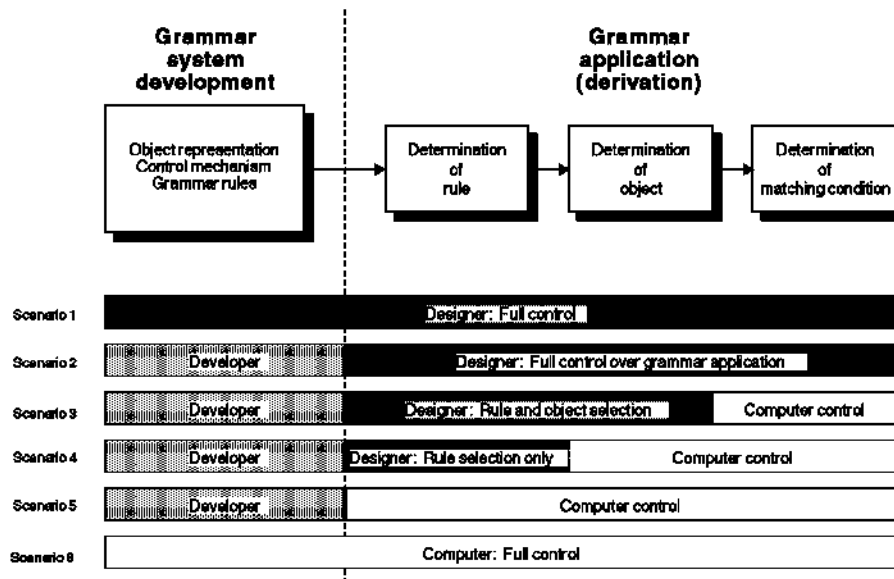 Grammar
system
development
Grammar
application
(derivation)
Object representation
Control mechanism
Grammar rules
Determination
of
rule
Determination
of
object
Determination
of
matching condition
Scenario 1
Designer: Full control
Scenario 2
Developer
Designer: Full control over grammar application
Scenario 3
Developer
Designer: Rule and object selection
Computer control
Scenario 4
Developer
Designer: Rule selection only
Computer control
Scenario 5
Developer
Computer control
Scenario 6
Computer: Full control